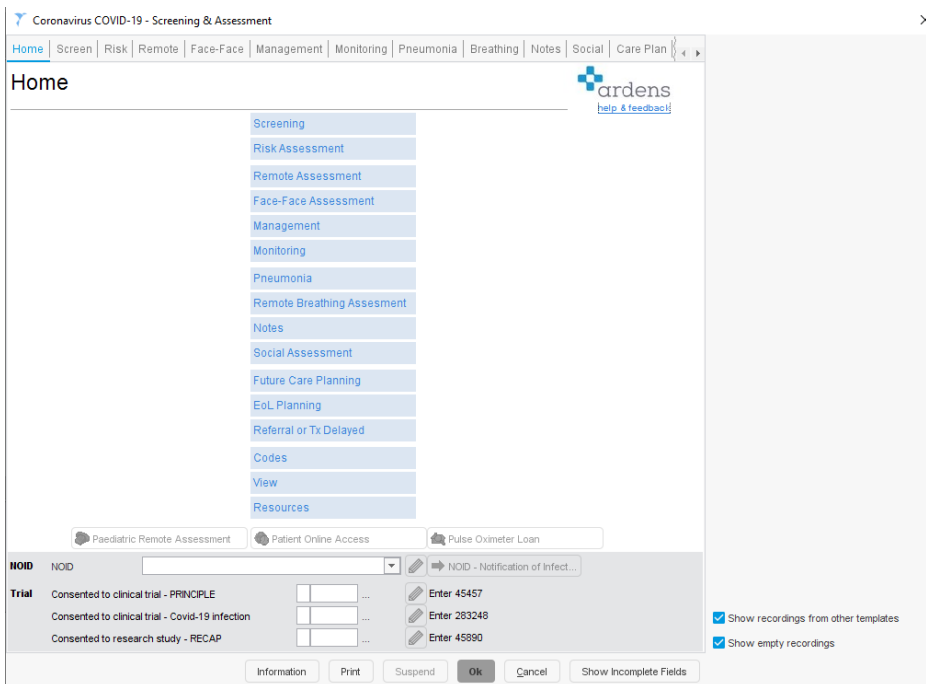 Coronavirus COVID-19 - Screening & Assessment
Home Screen Risk Remote Face-Face Management Monitoring Pneumonia Breathing Notes Social Care Plan
Home
ardens
help & feedback
Screening
Risk Assessment
Remote Assessment
Face-Face Assessment
Management
Monitoring
Pneumonia
Remote Breathing Assesment
Notes
Social Assessment
Future Care Planning
EoL Planning
Referral or Tx Delayed
Codes
View
Resources
Paediatric Remote Assessment Patient Online Access Pulse Oximeter Loan
NOID NOID NOID - Notification of Infect...
Trial Consented to clinical trial - PRINCIPLE ... Enter 45457
Consented to clinical trial - Covid-19 infection ... Enter 283248
Consented to research study - RECAP ... Enter 45890
Show recordings from other templates
Show empty recordings
Information Print Suspend Ok Cancel Show Incomplete Fields